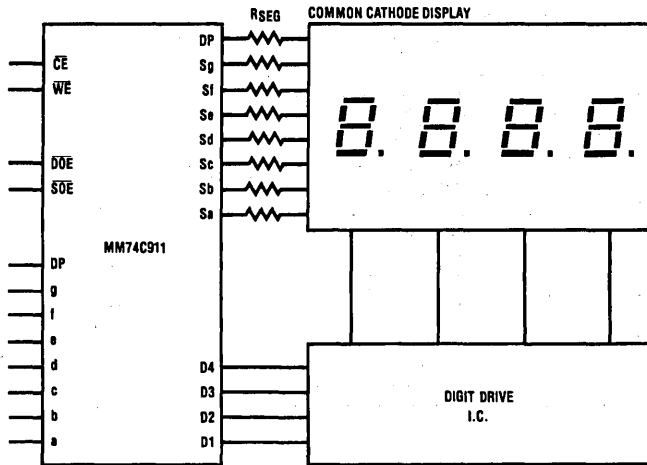 RSEG
COMMON CATHODE DISPLAY
DP
Sg
Sf
Se
Sd
Sc
Sb
Sa
CE
WE
DOE
SOE
MM74C911
DP
g
f
e
d
c
b
a
D4
D3
D2
D1
8. 8. 8. 8.
DIGIT DRIVE
I.C.